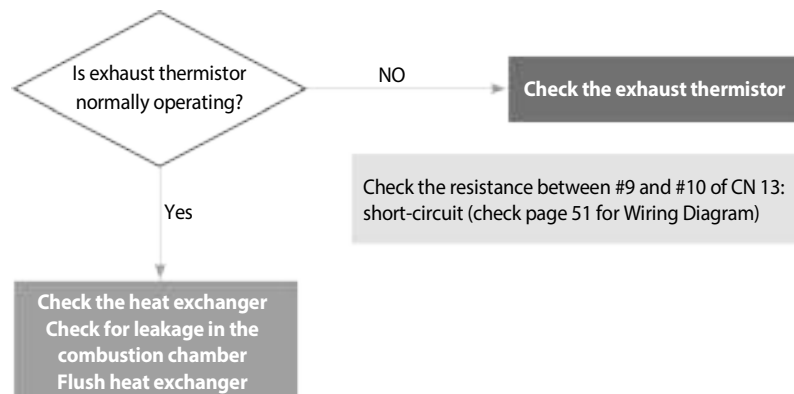 Is exhaust thermistor
normally operating?
NO
Check the exhaust thermistor
Check the resistance between #9 and #10 of CN 13:
short-circuit (check page 51 for Wiring Diagram)
Yes
Check the heat exchanger
Check for leakage in the
combustion chamber
Flush heat exchanger